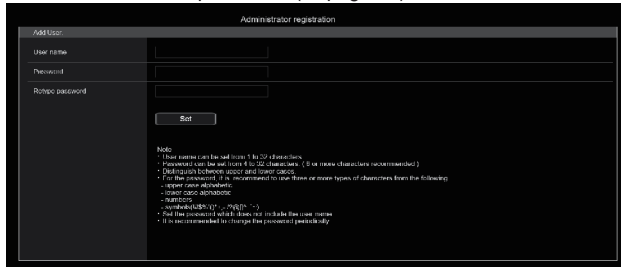 Administrator registration
Add User.
User name
Password
Retype password
Set
Note
· User name can be set from 1 to 32 characters
· Password can be set from 4 to 32 characters. ( 8 or more characters recommended )
· Distinguish between upper and lower cases.
· For the password, it is recommend to use three or more types of characters from the following
- upper case alphabetic
- lower case alphabetic
- numbers
- symbols
· Set the password which does not include the user name
· It is recommended to change the password periodically